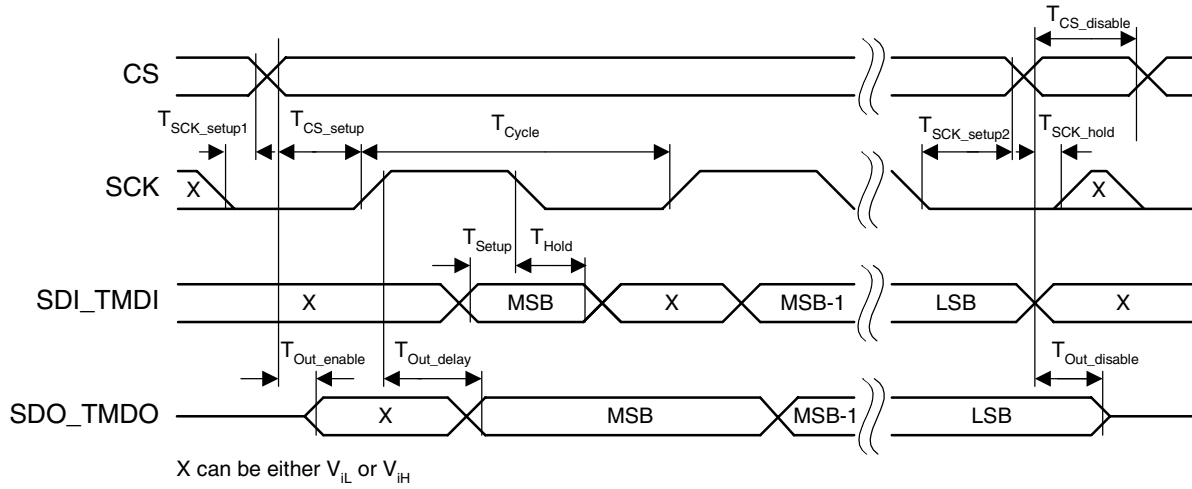 T_CS_disable
CS
T_SCK_setup1
T_CS_setup
T_Cycle
T_SCK_setup2
T_SCK_hold
SCK
X
X
T_Setup
T_Hold
SDI_TMDI
X
MSB
X
MSB-1
LSB
X
T_Out_enable
T_Out_delay
T_Out_disable
SDO_TMDO
X
MSB
MSB-1
LSB
X can be either V_iL or V_iH